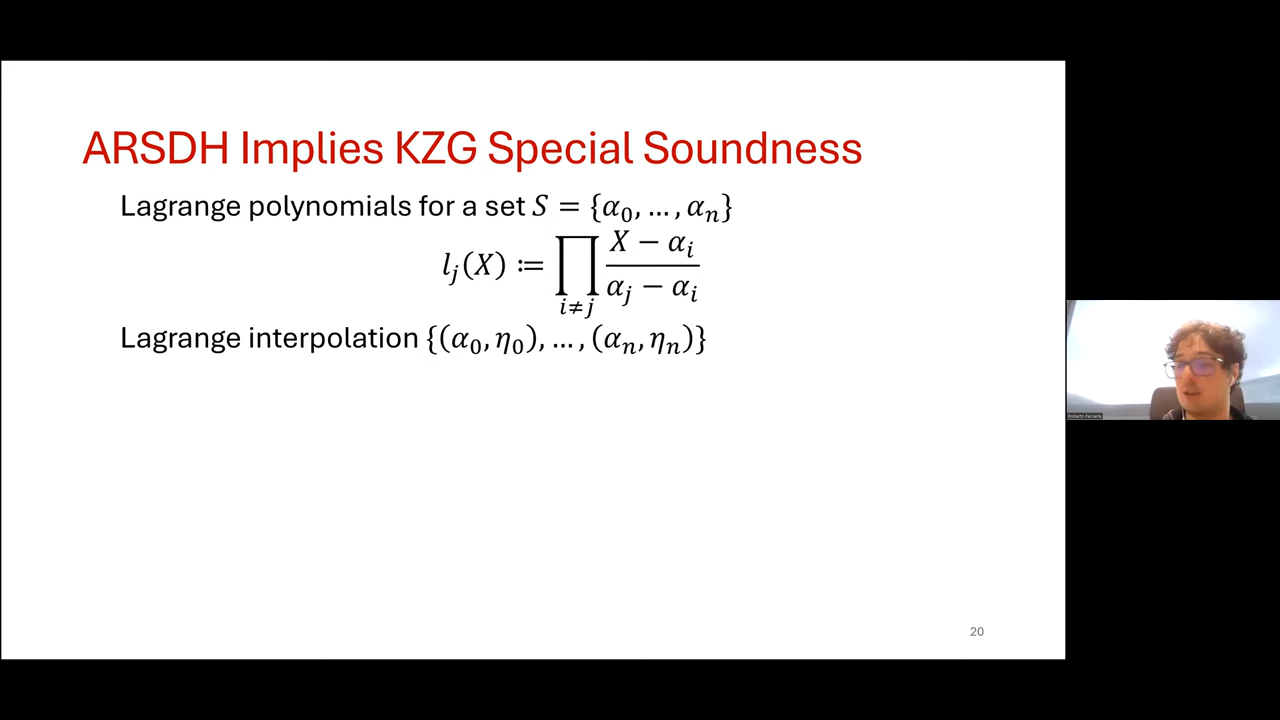 ARSDH Implies KZG Special Soundness
Lagrange polynomials for a set 𝑆 = {𝛼₀, … , 𝛼ₙ}
𝑙ⱼ(𝑋) ≔ ∏_{𝑖≠𝑗} (𝑋 − 𝛼ᵢ)/(𝛼ⱼ − 𝛼ᵢ)
Lagrange interpolation {(𝛼₀, 𝜂₀), … , (𝛼ₙ, 𝜂ₙ)}
20